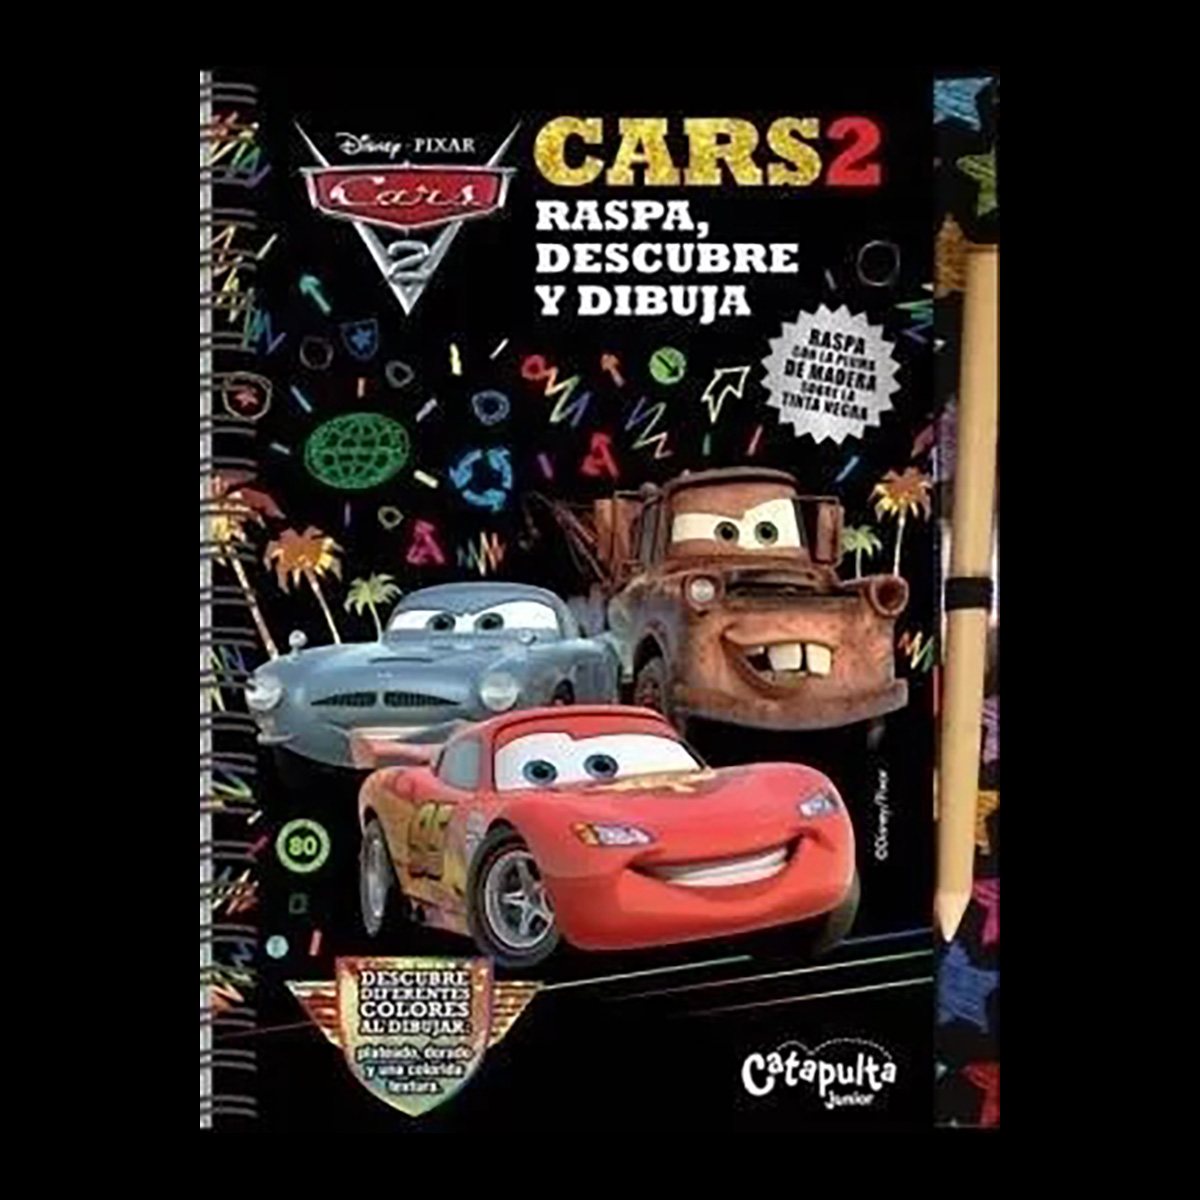 Disney · PIXAR
Cars
2
CARS2
RASPA,
DESCUBRE
Y DIBUJA
RASPA
CON LA PLUMA
DE MADERA
SOBRE LA
TINTA NEGRA
95
80
©Disney/Pixar
DESCUBRE
DIFERENTES
COLORES
AL DIBUJAR:
plateado, dorado
y una colorida
textura.
Catapulta
Junior